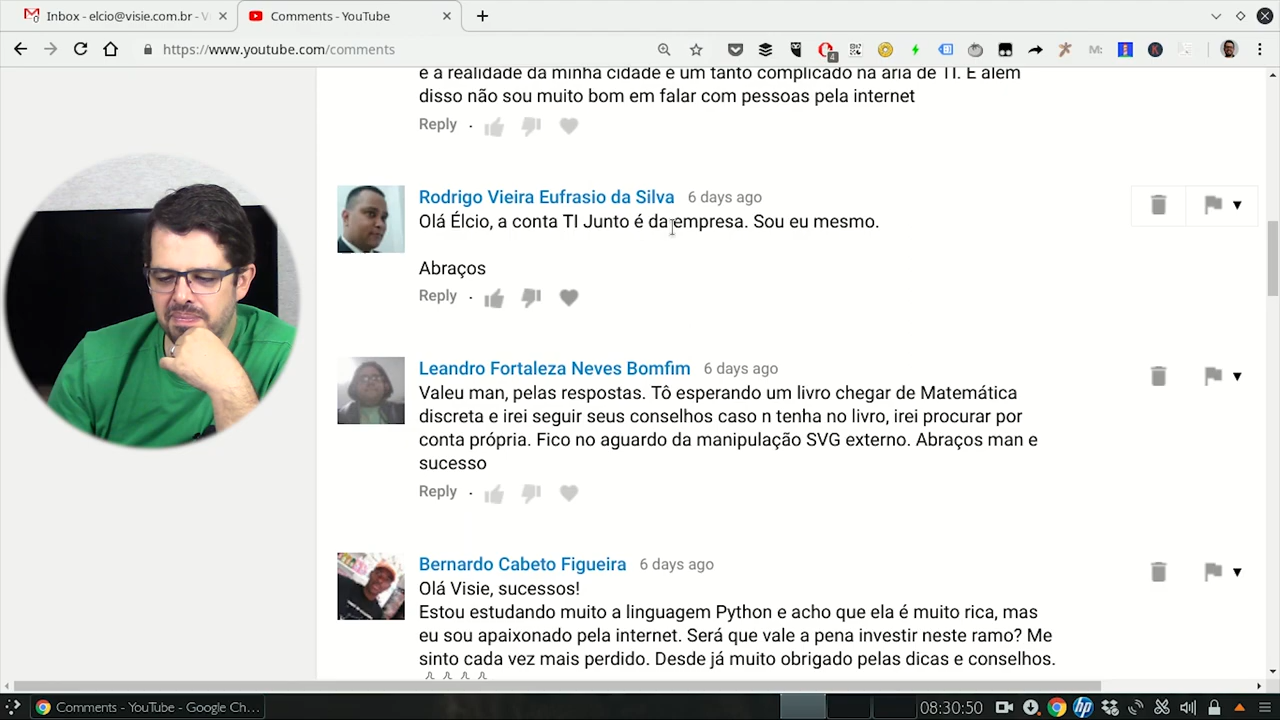 Inbox - elcio@visie.com.br - V
Comments - YouTube
https://www.youtube.com/comments
4
e a realidade da minha cidade e um tanto complicado na aria de TI. E alem
disso não sou muito bom em falar com pessoas pela internet
Reply
Rodrigo Vieira Eufrasio da Silva 6 days ago
Olá Élcio, a conta TI Junto é da empresa. Sou eu mesmo.
Abraços
Reply
Leandro Fortaleza Neves Bomfim 6 days ago
Valeu man, pelas respostas. Tô esperando um livro chegar de Matemática
discreta e irei seguir seus conselhos caso n tenha no livro, irei procurar por
conta própria. Fico no aguardo da manipulação SVG externo. Abraços man e
sucesso
Reply
Bernardo Cabeto Figueira 6 days ago
Olá Visie, sucessos!
Estou estudando muito a linguagem Python e acho que ela é muito rica, mas
eu sou apaixonado pela internet. Será que vale a pena investir neste ramo? Me
sinto cada vez mais perdido. Desde já muito obrigado pelas dicas e conselhos.
Comments - YouTube - Google Ch...
08:30:50